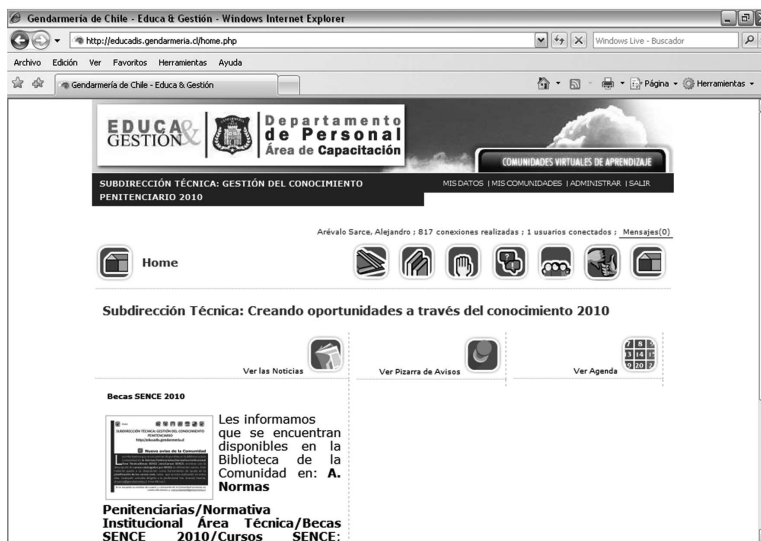 Gendarmería de Chile - Educa & Gestión - Windows Internet Explorer
http://educadis.gendarmeria.cl/home.php
Windows Live - Buscador
Archivo Edición Ver Favoritos Herramientas Ayuda
Gendarmería de Chile - Educa & Gestión
Página Herramientas
EDUCA &
GESTIÓN
Departamento
de Personal
Área de Capacitación
COMUNIDADES VIRTUALES DE APRENDIZAJE
SUBDIRECCIÓN TÉCNICA: GESTIÓN DEL CONOCIMIENTO
PENITENCIARIO 2010
MIS DATOS | MIS COMUNIDADES | ADMINISTRAR | SALIR
Arévalo Sarce, Alejandro ; 817 conexiones realizadas ; 1 usuarios conectados ; Mensajes(0)
Home
Subdirección Técnica: Creando oportunidades a través del conocimiento 2010
Ver las Noticias
Ver Pizarra de Avisos
Ver Agenda
Becas SENCE 2010
Les informamos
que se encuentran
disponibles en la
Biblioteca de la
Comunidad en: A.
Normas
Penitenciarias/Normativa
Institucional Área Técnica/Becas
SENCE 2010/Cursos SENCE;